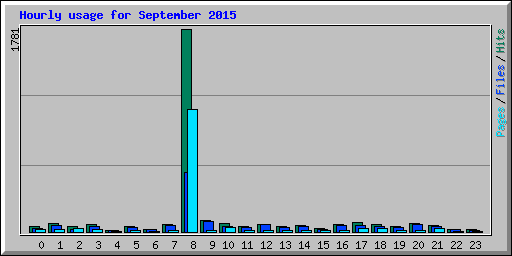 Hourly usage for September 2015
1781
Pages/Files/Hits
0 1 2 3 4 5 6 7 8 9 10 11 12 13 14 15 16 17 18 19 20 21 22 23